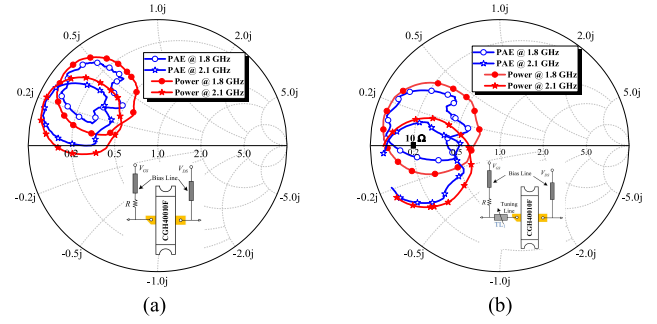 1.0j
0.5j
2.0j
PAE @ 1.8 GHz
PAE @ 2.1 GHz
Power @ 1.8 GHz
Power @ 2.1 GHz
0.2j
5.0j
0.2 0.5 1.0 2.0
VGS
VDS
Bias Line
R
CGH40010F
-0.2j
-5.0j
-0.5j
-2.0j
-1.0j
(a)
1.0j
0.5j
PAE @ 1.8 GHz
PAE @ 2.1 GHz
Power @ 1.8 GHz
Power @ 2.1 GHz
0.2j
5.0j
10 Ω
0.2 0.5 1.0 2.0
VGS
VDS
Bias Line
Tuning
Line
R
CGH40010F
-0.2j
-5.0j
-0.5j
-2.0j
-1.0j
(b)